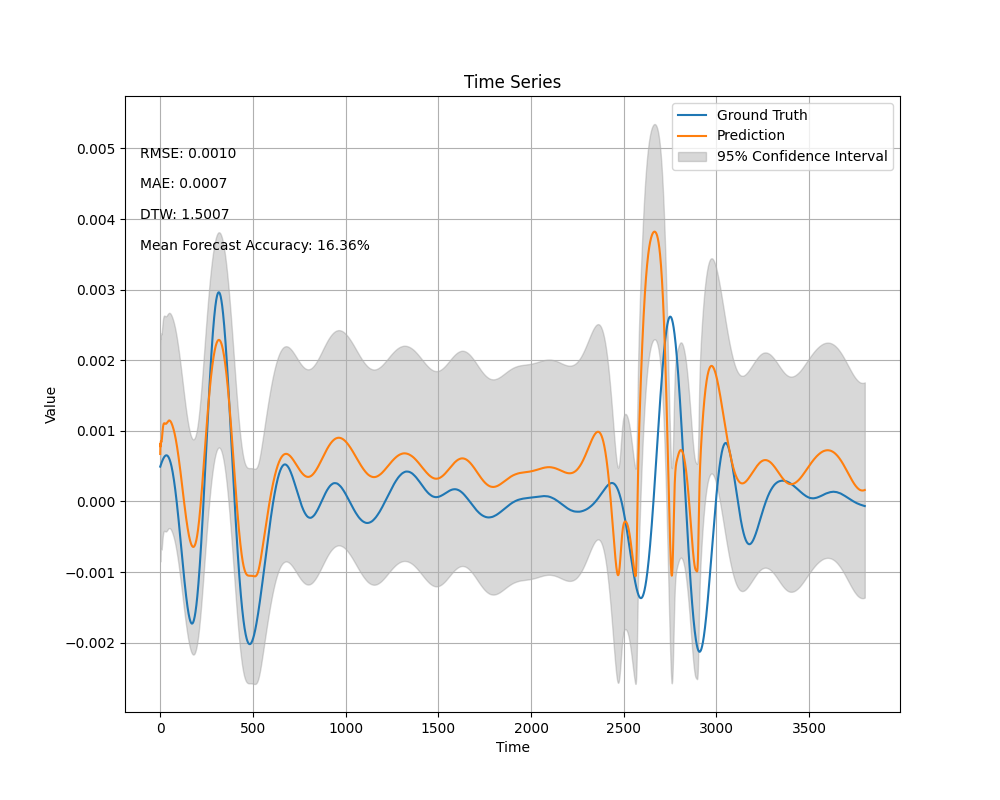 Time Series
Ground Truth
Prediction
95% Confidence Interval
RMSE: 0.0010
MAE: 0.0007
DTW: 1.5007
Mean Forecast Accuracy: 16.36%
0.005
0.004
0.003
0.002
0.001
0.000
−0.001
−0.002
Value
0 500 1000 1500 2000 2500 3000 3500
Time